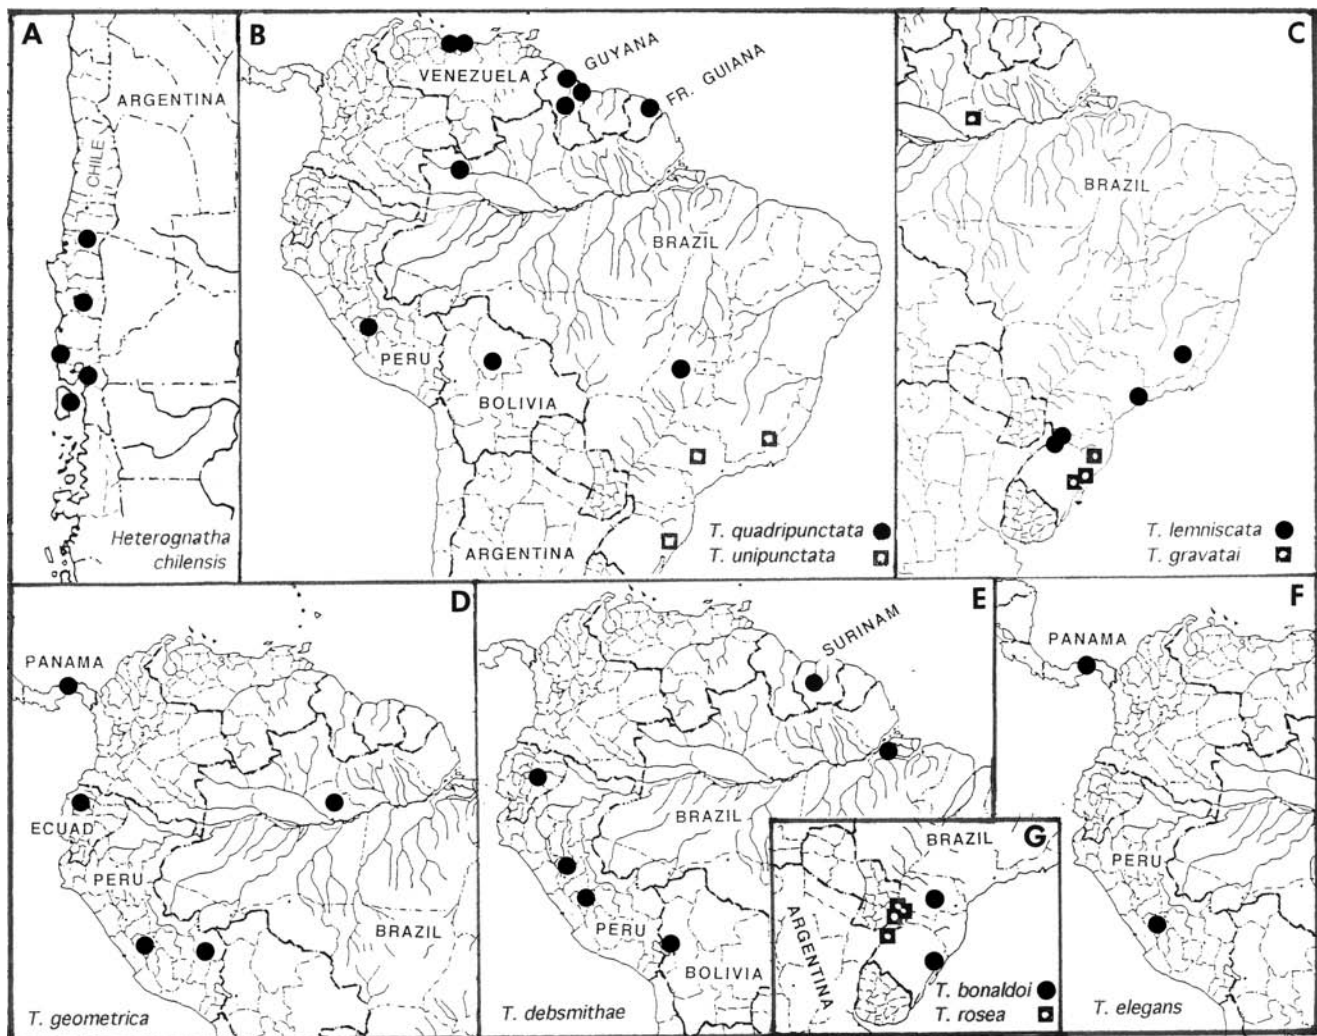 A
ARGENTINA
CHILE
Heterognatha
chilensis
B
GUYANA
VENEZUELA
FR. GUIANA
BRAZIL
PERU
BOLIVIA
ARGENTINA
T. quadripunctata
T. unipunctata
C
BRAZIL
T. lemniscata
T. gravatai
D
PANAMA
ECUAD
PERU
BRAZIL
T. geometrica
E
SURINAM
BRAZIL
PERU
BOLIVIA
T. debsmithae
G
BRAZIL
ARGENTINA
T. bonaldoi
T. rosea
F
PANAMA
PERU
T. elegans